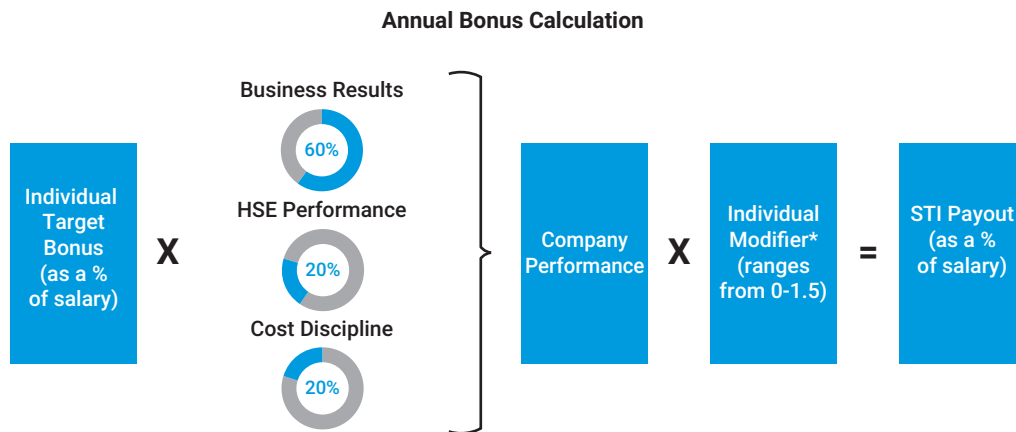 Annual Bonus Calculation
Individual
Target
Bonus
(as a %
of salary)
X
Business Results
60%
HSE Performance
20%
Cost Discipline
20%
Company
Performance
X
Individual
Modifier*
(ranges
from 0-1.5)
=
STI Payout
(as a %
of salary)